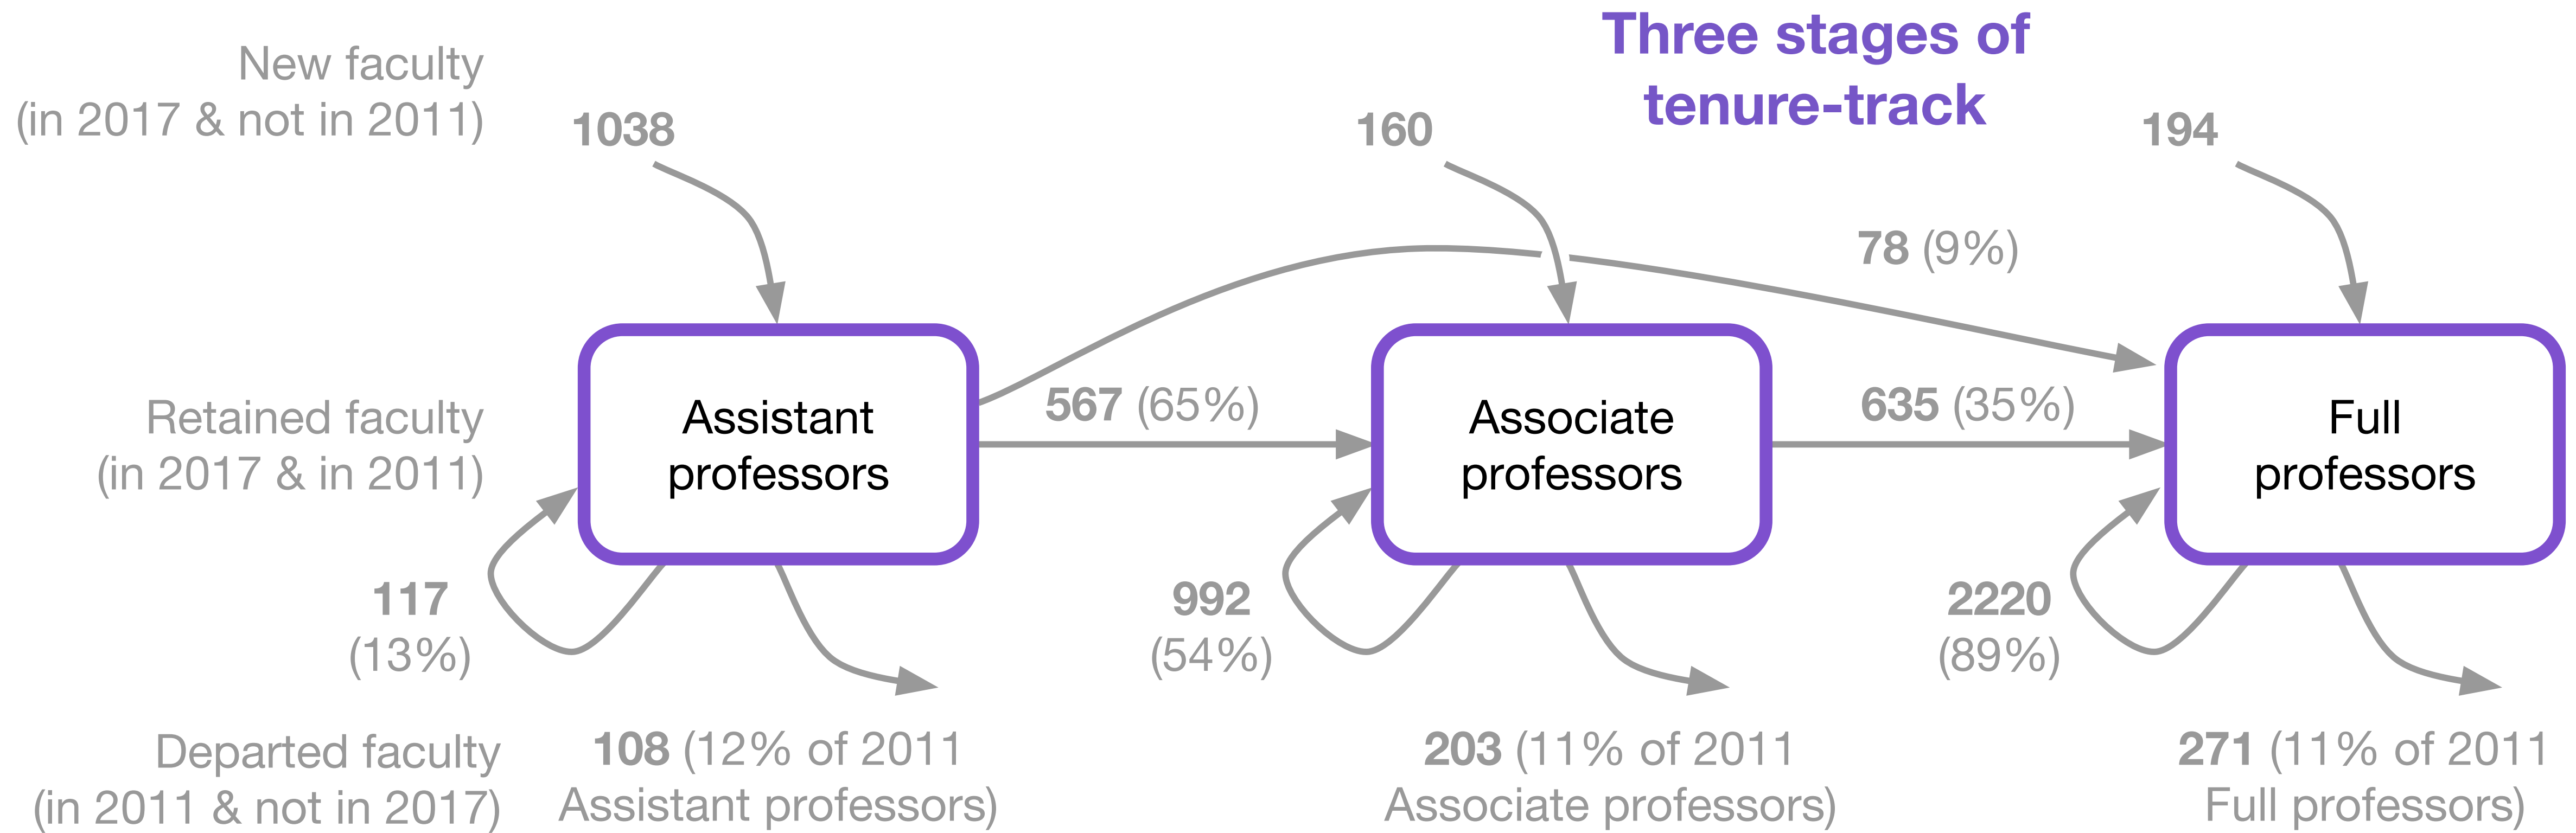 Three stages of
tenure-track
New faculty
(in 2017 & not in 2011)
1038
160
194
78 (9%)
Retained faculty
(in 2017 & in 2011)
Assistant
professors
567 (65%)
Associate
professors
635 (35%)
Full
professors
117
(13%)
992
(54%)
2220
(89%)
Departed faculty
(in 2011 & not in 2017)
108 (12% of 2011
Assistant professors)
203 (11% of 2011
Associate professors)
271 (11% of 2011
Full professors)